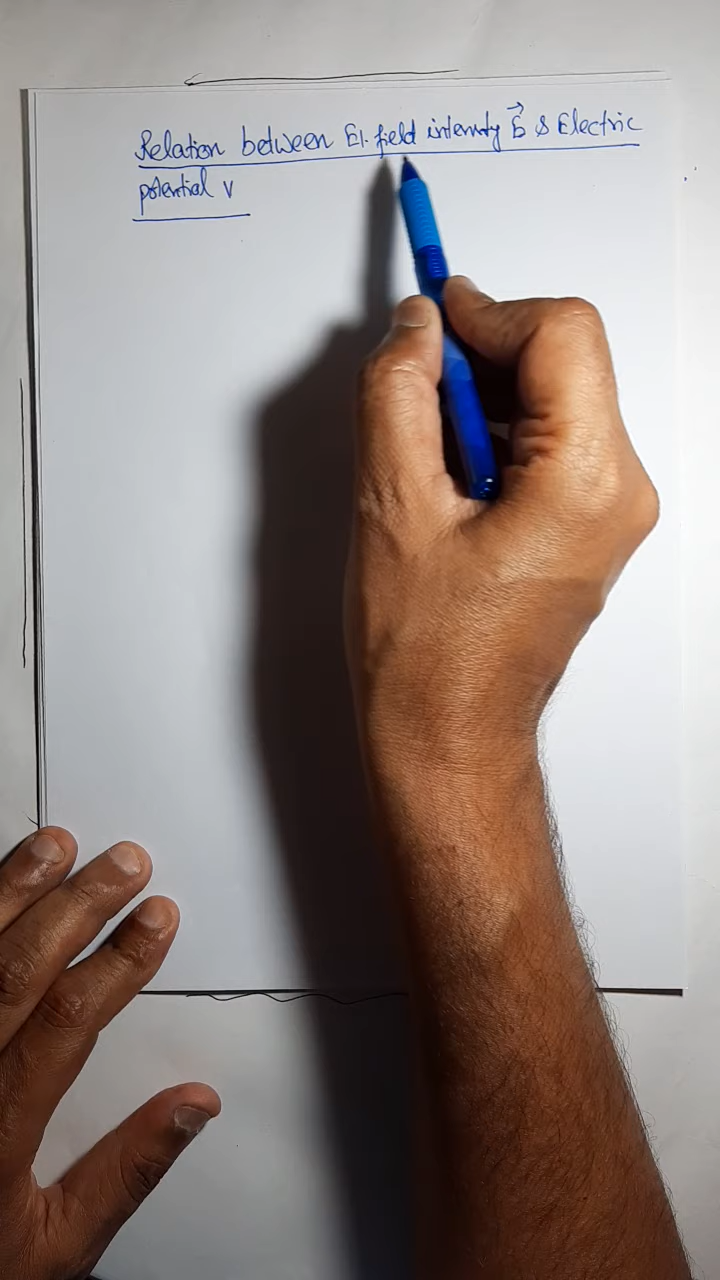 Relation between El. field intensity E⃗ & Electric
potential V